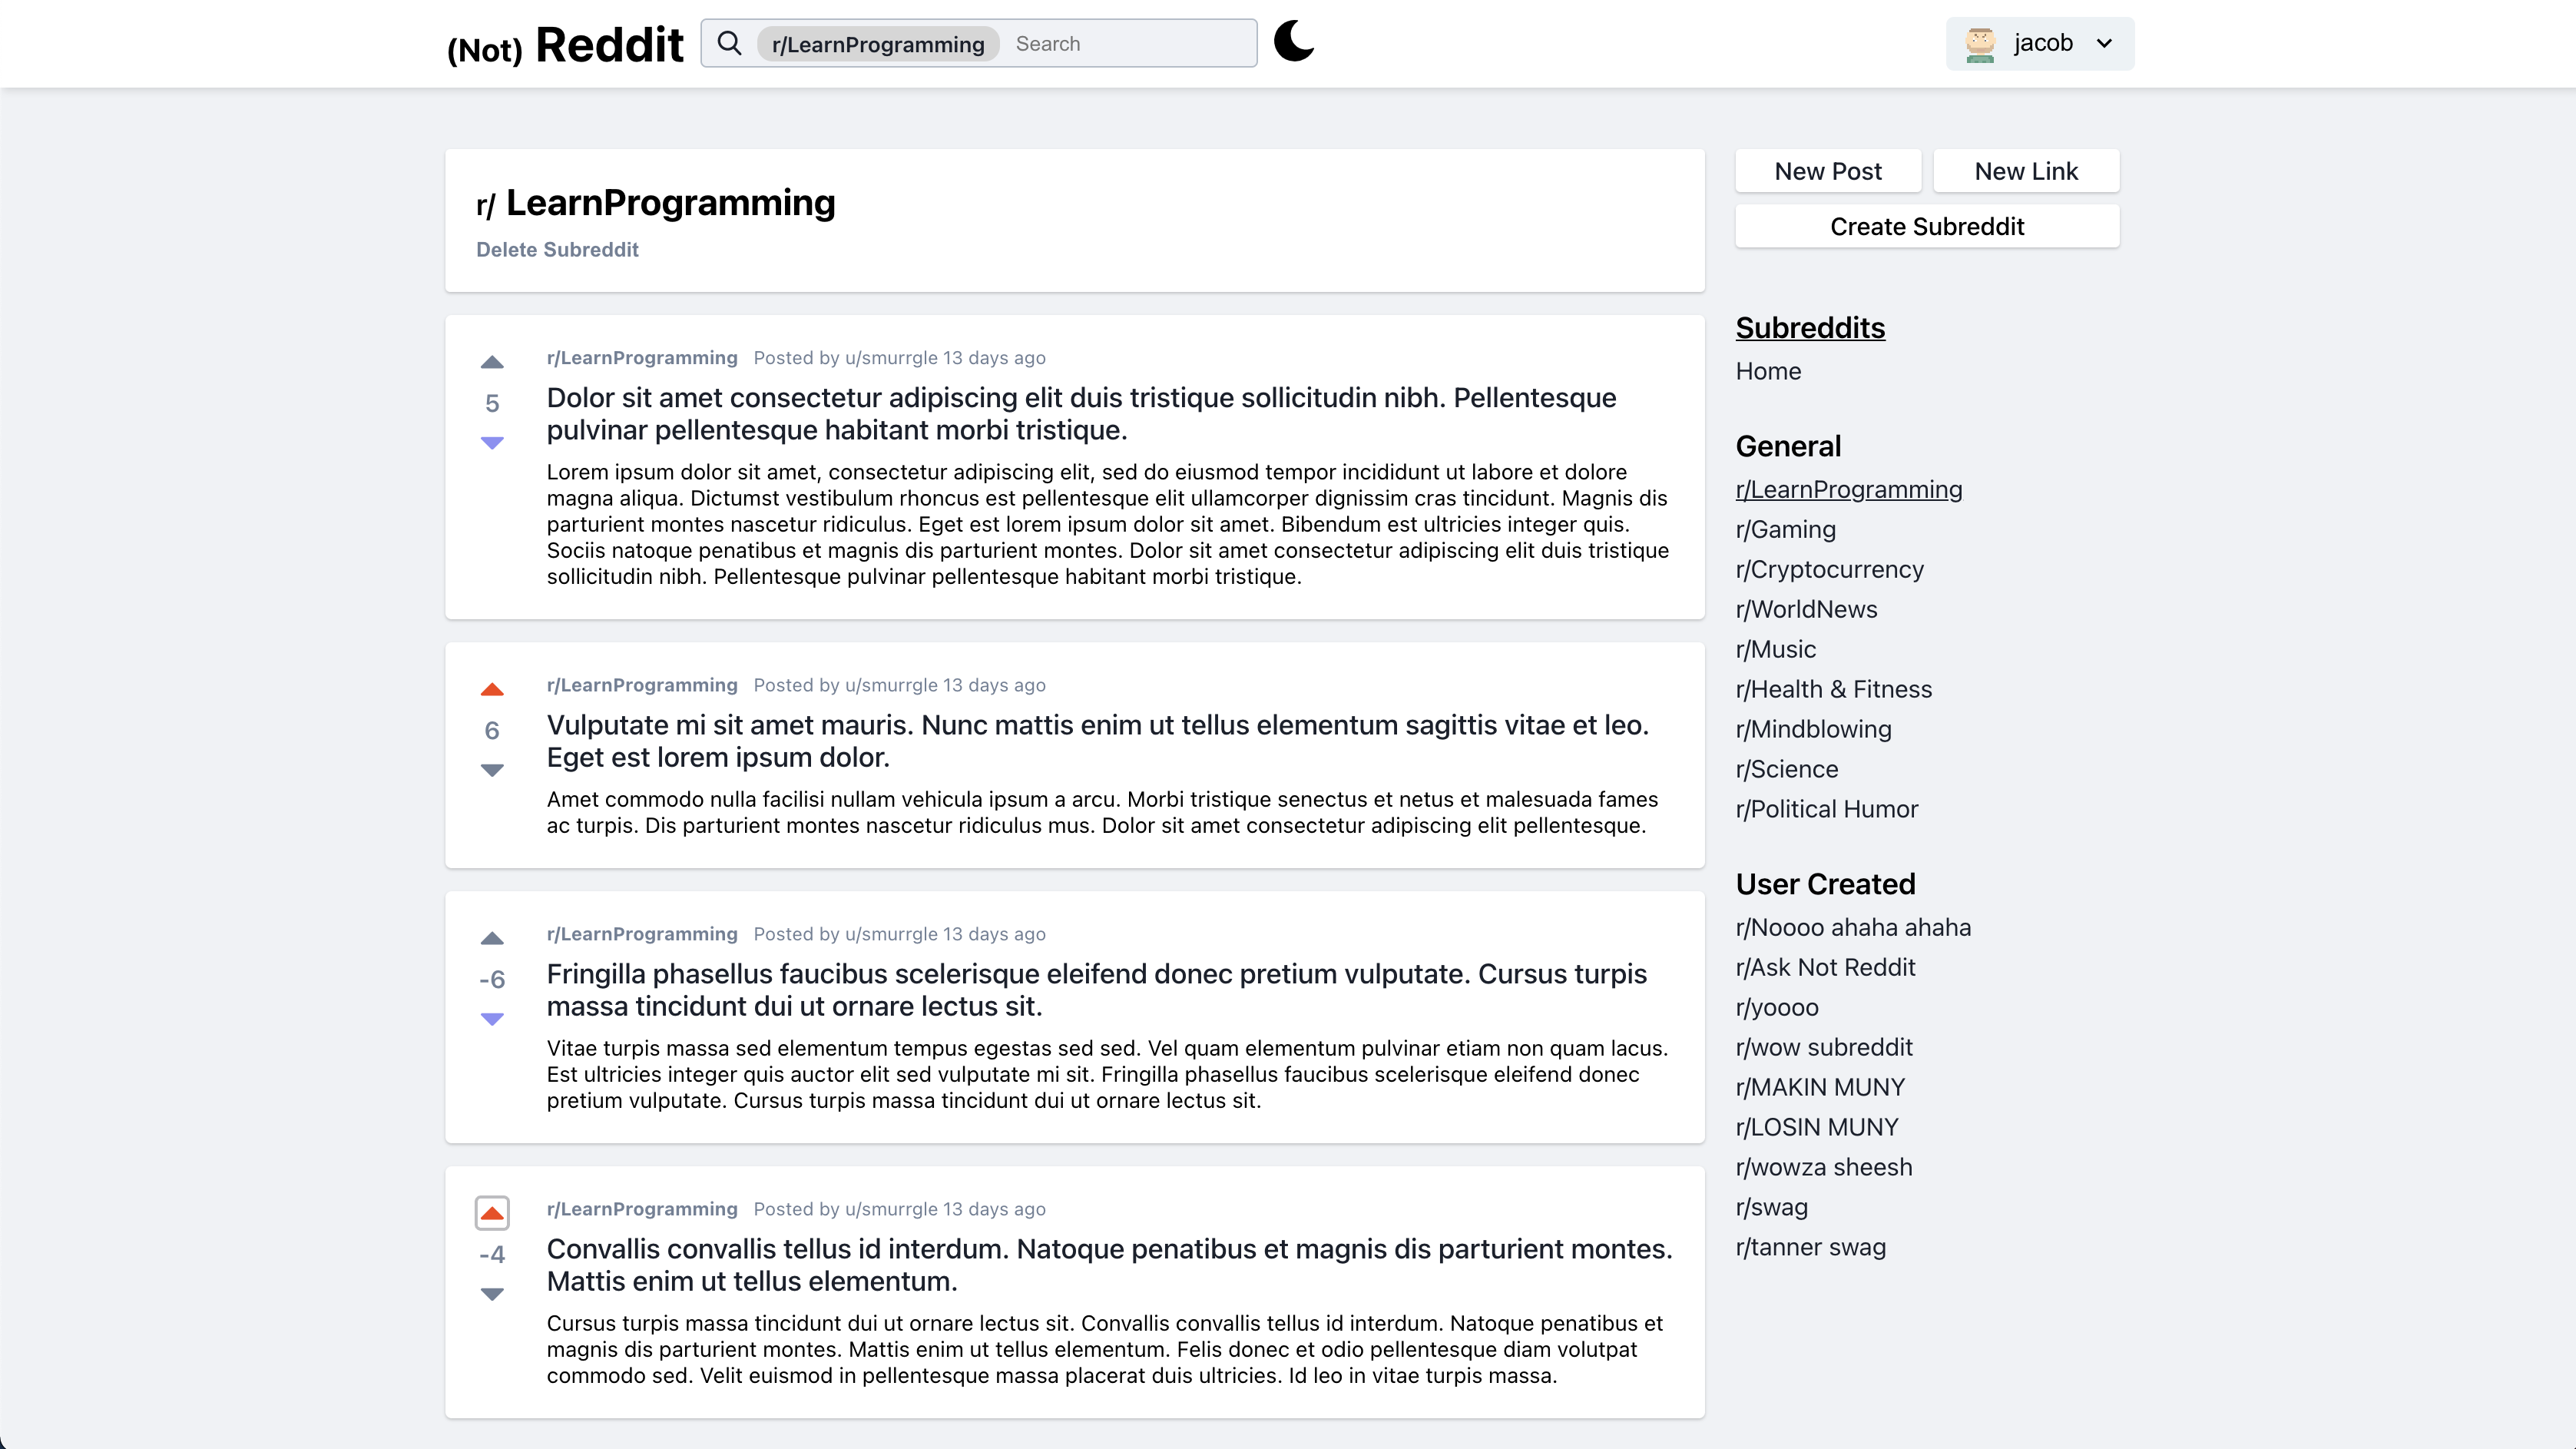 (Not) Reddit
r/LearnProgramming Search
jacob
r/ LearnProgramming
Delete Subreddit
r/LearnProgramming Posted by u/smurrgle 13 days ago
5
Dolor sit amet consectetur adipiscing elit duis tristique sollicitudin nibh. Pellentesque
pulvinar pellentesque habitant morbi tristique.
Lorem ipsum dolor sit amet, consectetur adipiscing elit, sed do eiusmod tempor incididunt ut labore et dolore
magna aliqua. Dictumst vestibulum rhoncus est pellentesque elit ullamcorper dignissim cras tincidunt. Magnis dis
parturient montes nascetur ridiculus. Eget est lorem ipsum dolor sit amet. Bibendum est ultricies integer quis.
Sociis natoque penatibus et magnis dis parturient montes. Dolor sit amet consectetur adipiscing elit duis tristique
sollicitudin nibh. Pellentesque pulvinar pellentesque habitant morbi tristique.
r/LearnProgramming Posted by u/smurrgle 13 days ago
6
Vulputate mi sit amet mauris. Nunc mattis enim ut tellus elementum sagittis vitae et leo.
Eget est lorem ipsum dolor.
Amet commodo nulla facilisi nullam vehicula ipsum a arcu. Morbi tristique senectus et netus et malesuada fames
ac turpis. Dis parturient montes nascetur ridiculus mus. Dolor sit amet consectetur adipiscing elit pellentesque.
r/LearnProgramming Posted by u/smurrgle 13 days ago
-6
Fringilla phasellus faucibus scelerisque eleifend donec pretium vulputate. Cursus turpis
massa tincidunt dui ut ornare lectus sit.
Vitae turpis massa sed elementum tempus egestas sed sed. Vel quam elementum pulvinar etiam non quam lacus.
Est ultricies integer quis auctor elit sed vulputate mi sit. Fringilla phasellus faucibus scelerisque eleifend donec
pretium vulputate. Cursus turpis massa tincidunt dui ut ornare lectus sit.
r/LearnProgramming Posted by u/smurrgle 13 days ago
-4
Convallis convallis tellus id interdum. Natoque penatibus et magnis dis parturient montes.
Mattis enim ut tellus elementum.
Cursus turpis massa tincidunt dui ut ornare lectus sit. Convallis convallis tellus id interdum. Natoque penatibus et
magnis dis parturient montes. Mattis enim ut tellus elementum. Felis donec et odio pellentesque diam volutpat
commodo sed. Velit euismod in pellentesque massa placerat duis ultricies. Id leo in vitae turpis massa.
New Post
New Link
Create Subreddit
Subreddits
Home
General
r/LearnProgramming
r/Gaming
r/Cryptocurrency
r/WorldNews
r/Music
r/Health & Fitness
r/Mindblowing
r/Science
r/Political Humor
User Created
r/Noooo ahaha ahaha
r/Ask Not Reddit
r/yoooo
r/wow subreddit
r/MAKIN MUNY
r/LOSIN MUNY
r/wowza sheesh
r/swag
r/tanner swag